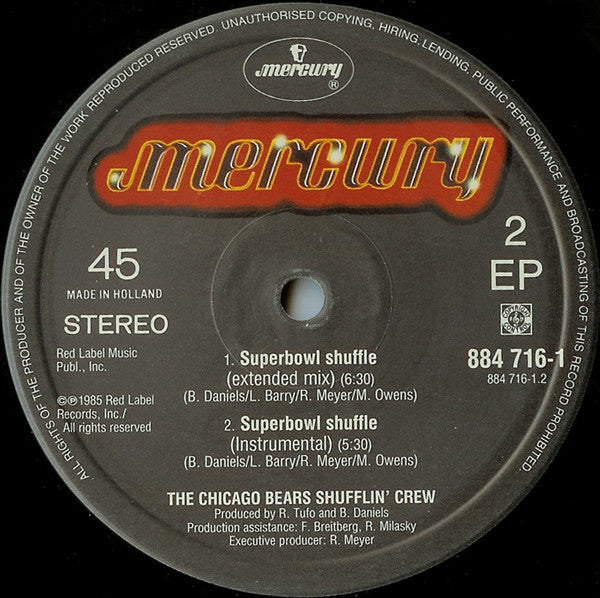 ALL RIGHTS OF THE PRODUCER AND OF THE OWNER OF THE WORK REPRODUCED RESERVED. UNAUTHORISED COPYING, HIRING, LENDING, PUBLIC PERFORMANCE AND BROADCASTING OF THIS RECORD PROHIBITED.
mercury
®
mercury
45
MADE IN HOLLAND
STEREO
2
EP
Red Label Music
Publ., Inc.
884 716-1
884 716-1.2
©℗1985 Red Label
Records, Inc./
All rights reserved
1. Superbowl shuffle
(extended mix) (6:30)
(B. Daniels/L. Barry/R. Meyer/M. Owens)
2. Superbowl shuffle
(Instrumental) (5:30)
(B. Daniels/L. Barry/R. Meyer/M. Owens)
THE CHICAGO BEARS SHUFFLIN' CREW
Produced by R. Tufo and B. Daniels
Production assistance: F. Breitberg, R. Milasky
Executive producer: R. Meyer